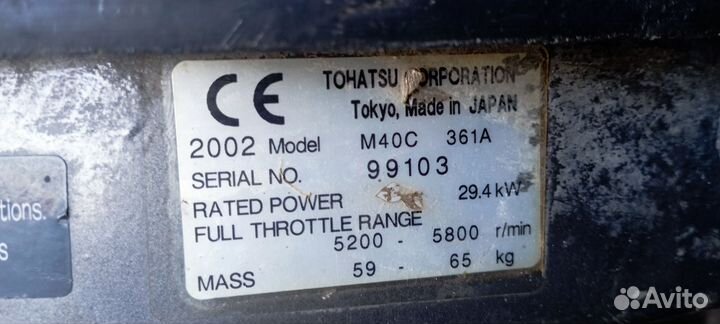 CE
TOHATSU CORPORATION
Tokyo, Made in JAPAN
2002 Model M40C 361A
SERIAL NO. 99103
RATED POWER 29.4 kW
FULL THROTTLE RANGE
5200 - 5800 r/min
MASS 59 - 65 kg
tions.
s
Avito